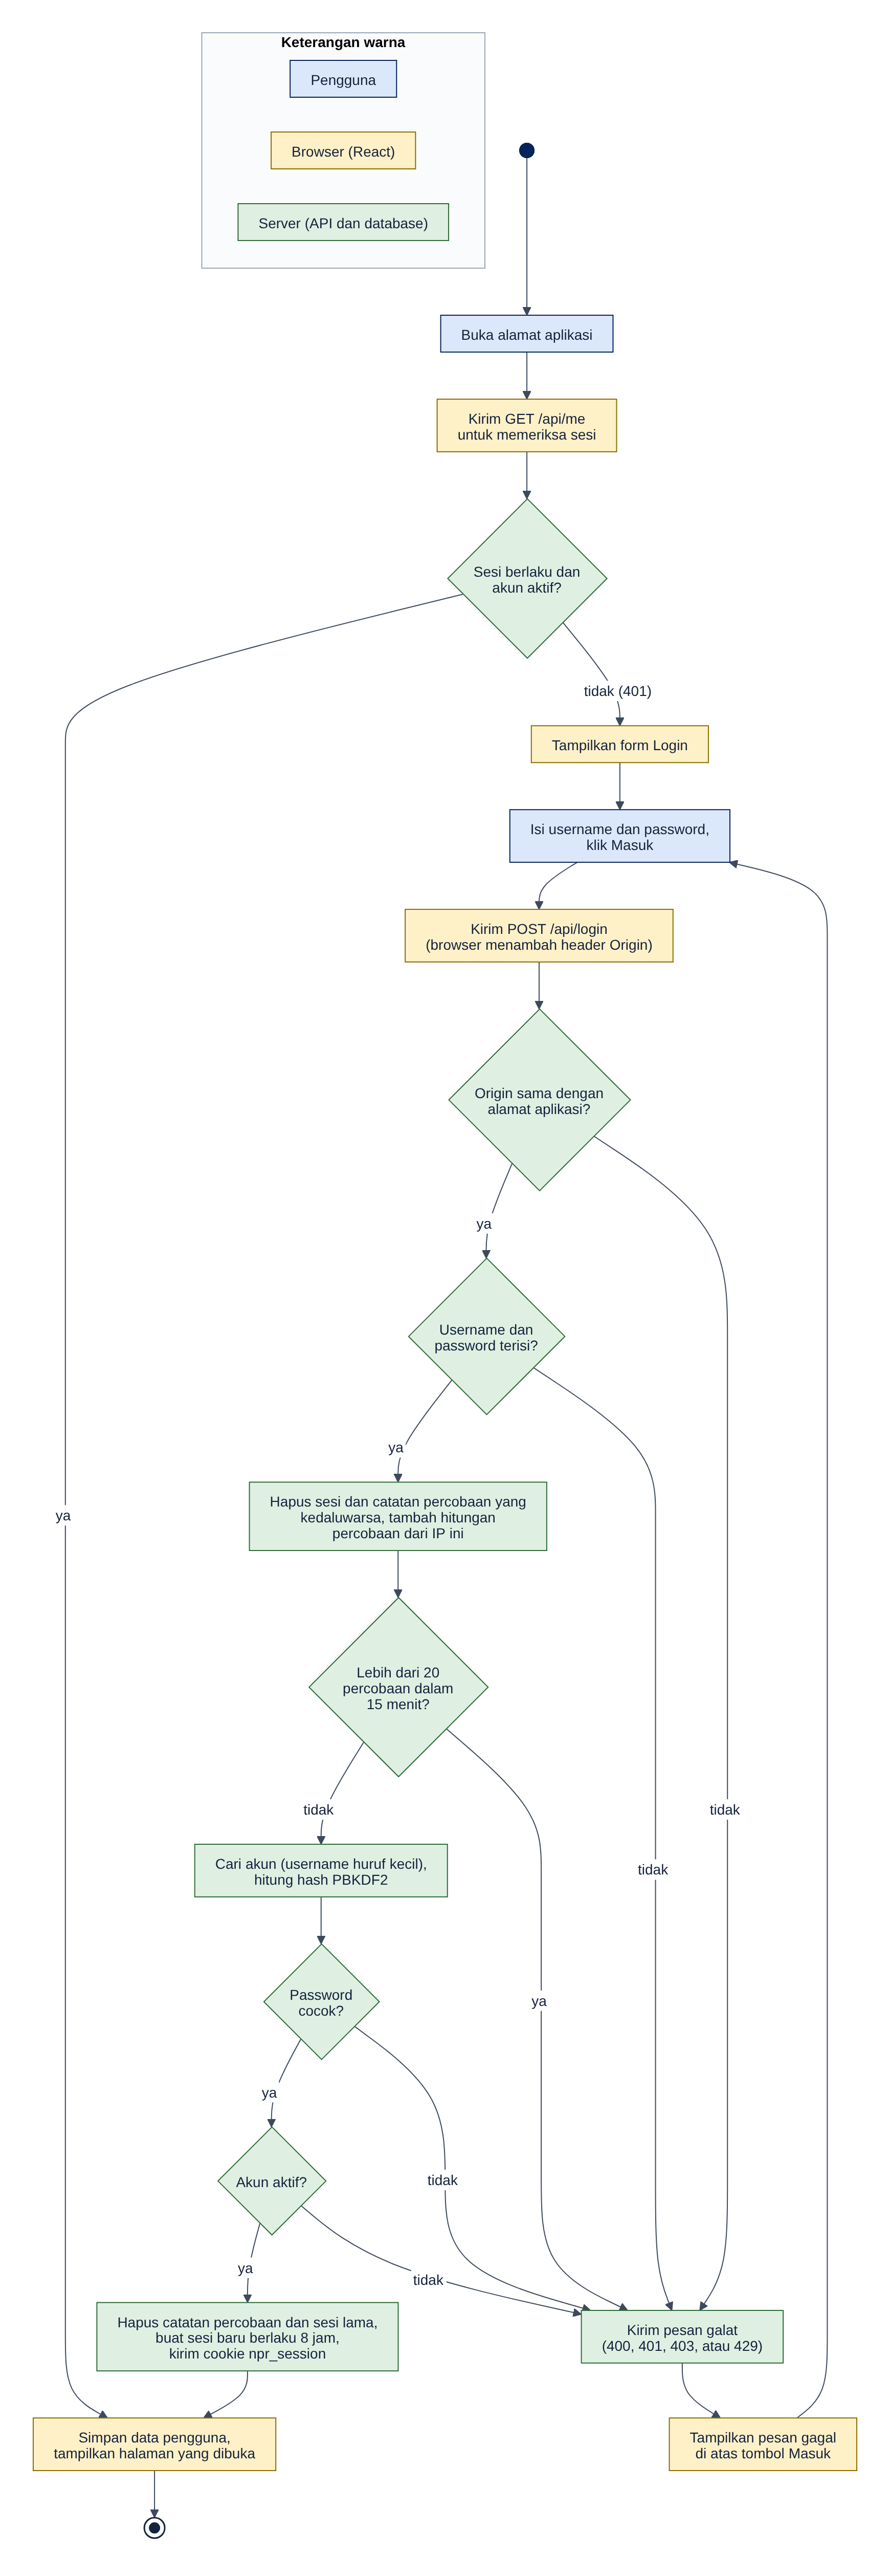 Keterangan warna
Pengguna
Browser (React)
Server (API dan database)
Buka alamat aplikasi
Kirim GET /api/me
untuk memeriksa sesi
Sesi berlaku dan
akun aktif?
tidak (401)
Tampilkan form Login
Isi username dan password,
klik Masuk
Kirim POST /api/login
(browser menambah header Origin)
Origin sama dengan
alamat aplikasi?
ya
Username dan
password terisi?
ya
Hapus sesi dan catatan percobaan yang
kedaluwarsa, tambah hitungan
percobaan dari IP ini
ya
Lebih dari 20
percobaan dalam
15 menit?
tidak
tidak
Cari akun (username huruf kecil),
hitung hash PBKDF2
tidak
Password
cocok?
ya
ya
Akun aktif?
tidak
ya
tidak
Hapus catatan percobaan dan sesi lama,
buat sesi baru berlaku 8 jam,
kirim cookie npr_session
Kirim pesan galat
(400, 401, 403, atau 429)
Simpan data pengguna,
tampilkan halaman yang dibuka
Tampilkan pesan gagal
di atas tombol Masuk